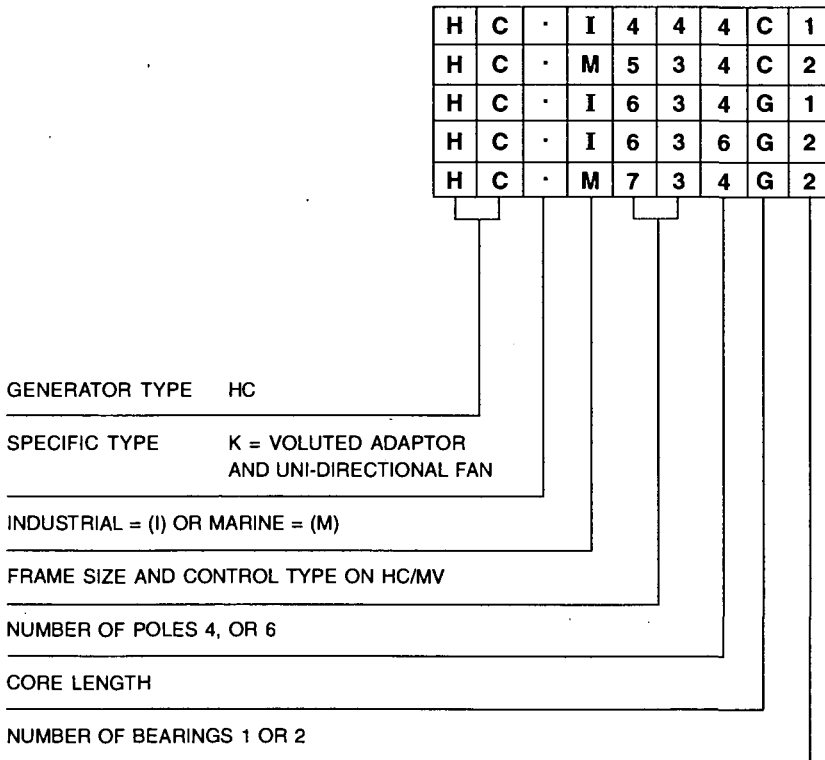 H C · I 4 4 4 C 1
H C · M 5 3 4 C 2
H C · I 6 3 4 G 1
H C · I 6 3 6 G 2
H C · M 7 3 4 G 2
GENERATOR TYPE HC
SPECIFIC TYPE K = VOLUTED ADAPTOR
AND UNI-DIRECTIONAL FAN
INDUSTRIAL = (I) OR MARINE = (M)
FRAME SIZE AND CONTROL TYPE ON HC/MV
NUMBER OF POLES 4, OR 6
CORE LENGTH
NUMBER OF BEARINGS 1 OR 2